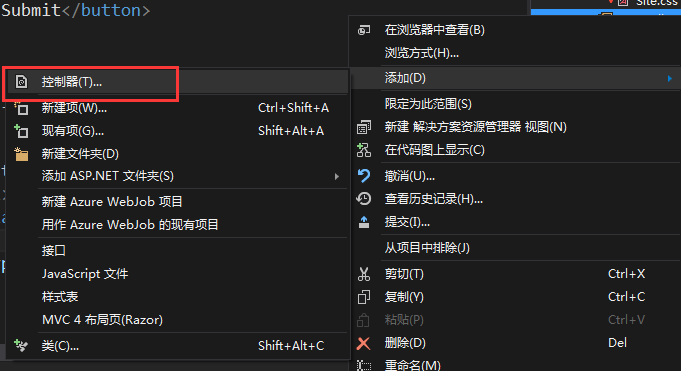 Submit</button>
Site.css
在浏览器中查看(B)
浏览方式(H)...
添加(D)
限定为此范围(S)
新建 解决方案资源管理器 视图(N)
在代码图上显示(C)
撤消(U)...
查看历史记录(H)...
提交(I)...
从项目中排除(J)
剪切(T) Ctrl+X
复制(Y) Ctrl+C
粘贴(P) Ctrl+V
删除(D) Del
重命名(M)
控制器(T)...
新建项(W)... Ctrl+Shift+A
现有项(G)... Shift+Alt+A
新建文件夹(D)
添加 ASP.NET 文件夹(S)
新建 Azure WebJob 项目
用作 Azure WebJob 的现有项目
接口
JavaScript 文件
样式表
MVC 4 布局页(Razor)
类(C)... Shift+Alt+C